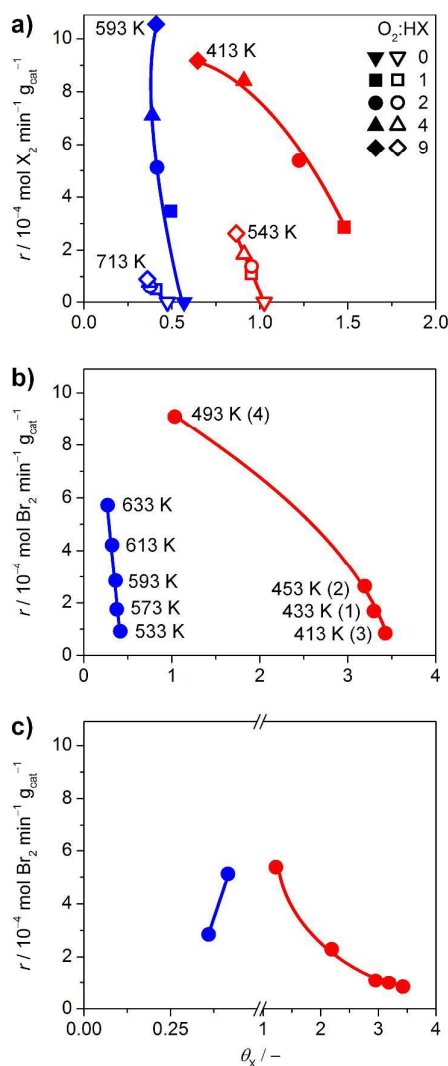 a)
593 K
413 K
O₂:HX
0
1
2
4
9
713 K
543 K
r / 10⁻⁴ mol X₂ min⁻¹ g_cat⁻¹
10
8
6
4
2
0
0.0 0.5 1.0 1.5 2.0
b)
493 K (4)
633 K
613 K
593 K
573 K
533 K
453 K (2)
433 K (1)
413 K (3)
r / 10⁻⁴ mol Br₂ min⁻¹ g_cat⁻¹
10
8
6
4
2
0
0 1 2 3 4
c)
r / 10⁻⁴ mol Br₂ min⁻¹ g_cat⁻¹
10
8
6
4
2
0
0.00 0.25 1 2 3 4
θ_X / –